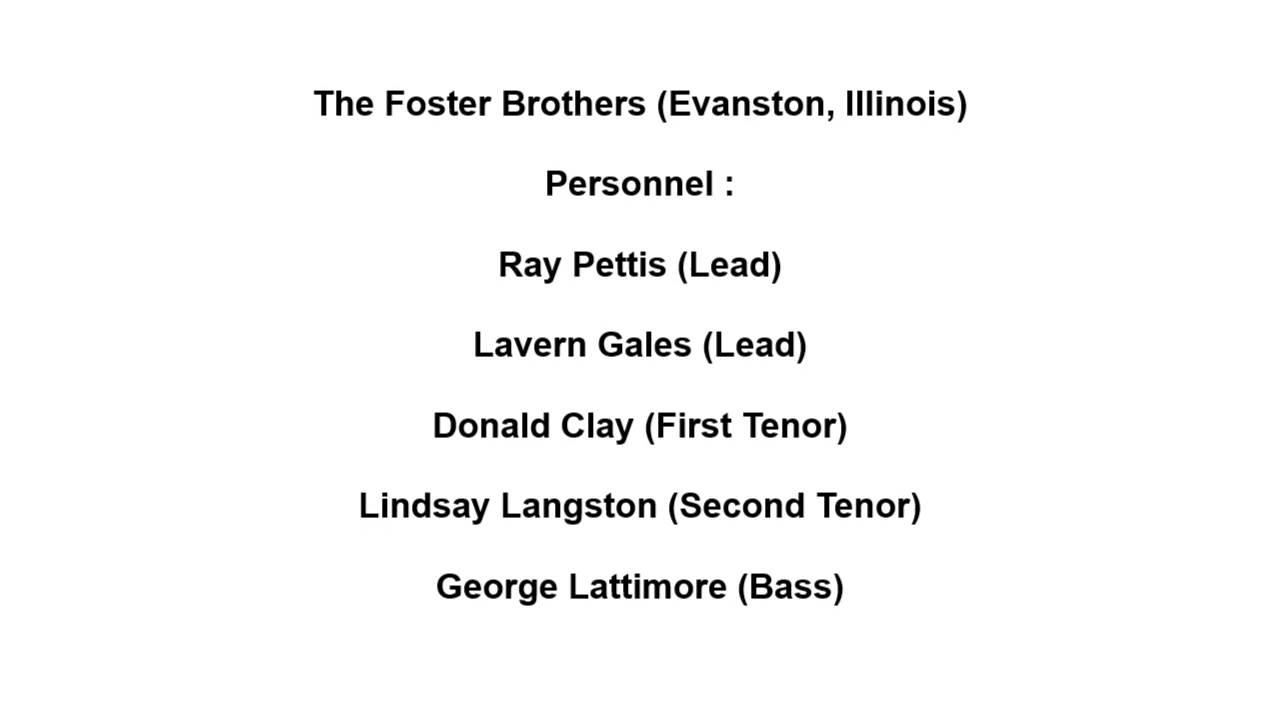 The Foster Brothers (Evanston, Illinois)
Personnel :
Ray Pettis (Lead)
Lavern Gales (Lead)
Donald Clay (First Tenor)
Lindsay Langston (Second Tenor)
George Lattimore (Bass)